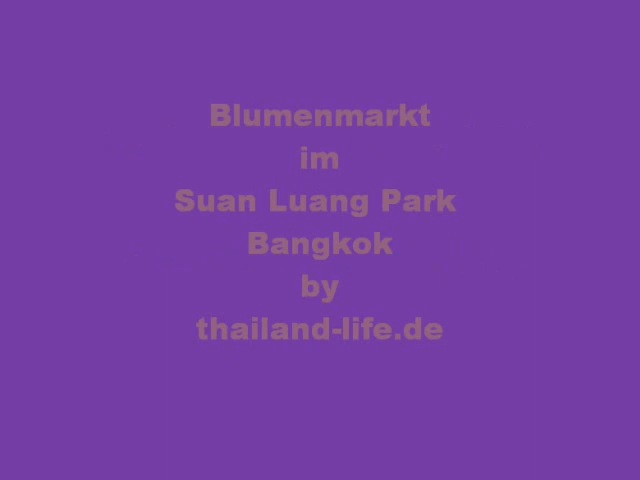 Blumenmarkt
im
Suan Luang Park
Bangkok
by
thailand-life.de